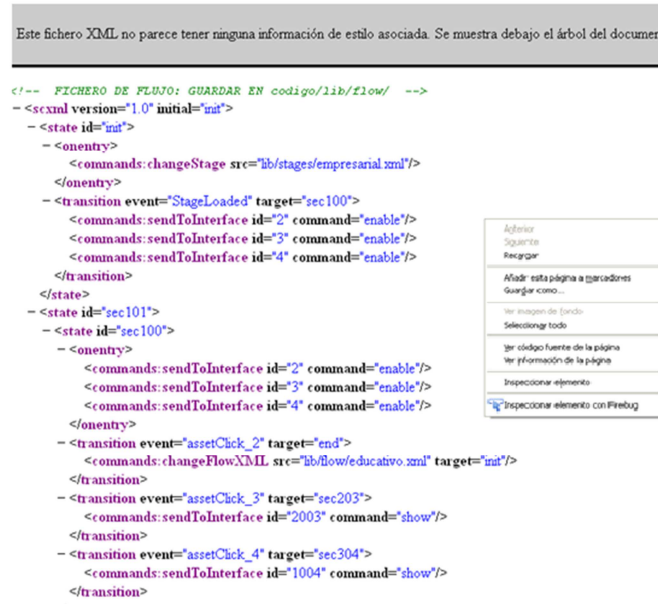 Este fichero XML no parece tener ninguna información de estilo asociada. Se muestra debajo el árbol del documen
<!-- FICHERO DE FLUJO: GUARDAR EN codigo/lib/flow/ -->
− <scxml version="1.0" initial="init">
− <state id="init">
− <onentry>
<commands:changeStage src="lib/stages/empresarial.xml"/>
</onentry>
− <transition event="StageLoaded" target="sec100">
<commands:sendToInterface id="2" command="enable"/>
<commands:sendToInterface id="3" command="enable"/>
<commands:sendToInterface id="4" command="enable"/>
</transition>
</state>
− <state id="sec101">
− <state id="sec100">
− <onentry>
<commands:sendToInterface id="2" command="enable"/>
<commands:sendToInterface id="3" command="enable"/>
<commands:sendToInterface id="4" command="enable"/>
</onentry>
− <transition event="assetClick_2" target="end">
<commands:changeFlowXML src="lib/flow/educativo.xml" target="init"/>
</transition>
− <transition event="assetClick_3" target="sec203">
<commands:sendToInterface id="2003" command="show"/>
</transition>
− <transition event="assetClick_4" target="sec304">
<commands:sendToInterface id="1004" command="show"/>
</transition>
Anterior
Siguiente
Recargar
Añadir esta página a marcadores
Guardar como...
Ver imagen de fondo
Seleccionar todo
Ver código fuente de la página
Ver información de la página
Inspeccionar elemento
Inspeccionar elemento con Firebug